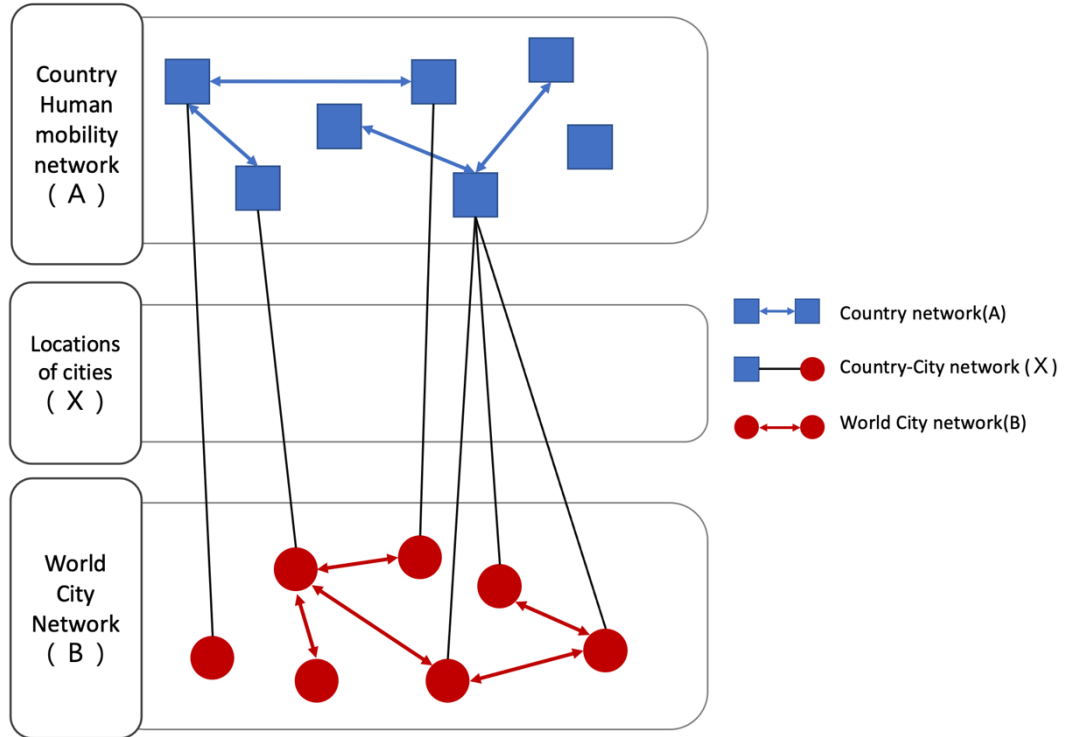 Country
Human
mobility
network
( A )
Locations
of cities
( X )
World
City
Network
( B )
Country network(A)
Country-City network ( X )
World City network(B)